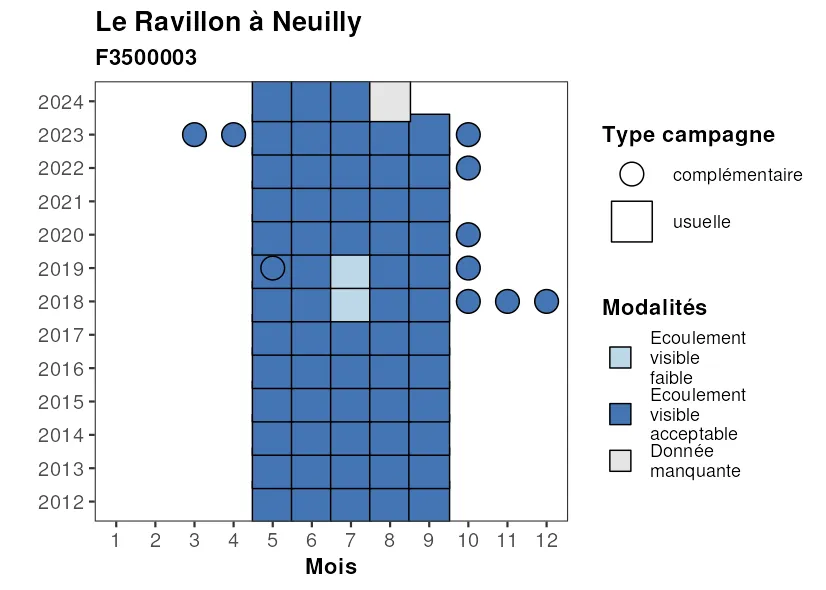 Le Ravillon à Neuilly
F3500003
2024
2023
2022
2021
2020
2019
2018
2017
2016
2015
2014
2013
2012
1 2 3 4 5 6 7 8 9 10 11 12
Mois
Type campagne
complémentaire
usuelle
Modalités
Ecoulement
visible
faible
Ecoulement
visible
acceptable
Donnée
manquante